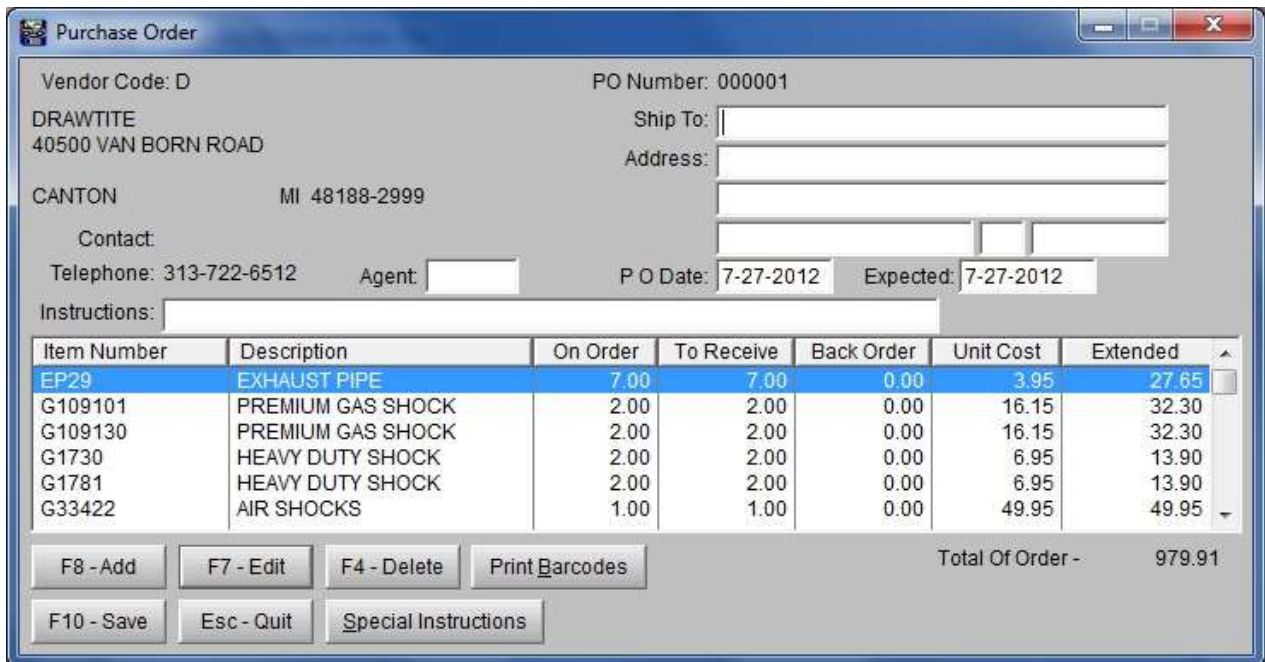 Purchase Order
Vendor Code: D PO Number: 000001
DRAWTITE Ship To:
40500 VAN BORN ROAD
Address:
CANTON MI 48188-2999
Contact:
Telephone: 313-722-6512 Agent: P O Date: 7-27-2012 Expected: 7-27-2012
Instructions:
Item Number Description On Order To Receive Back Order Unit Cost Extended
EP29 EXHAUST PIPE 7.00 7.00 0.00 3.95 27.65
G109101 PREMIUM GAS SHOCK 2.00 2.00 0.00 16.15 32.30
G109130 PREMIUM GAS SHOCK 2.00 2.00 0.00 16.15 32.30
G1730 HEAVY DUTY SHOCK 2.00 2.00 0.00 6.95 13.90
G1781 HEAVY DUTY SHOCK 2.00 2.00 0.00 6.95 13.90
G33422 AIR SHOCKS 1.00 1.00 0.00 49.95 49.95
F8 - Add F7 - Edit F4 - Delete Print Barcodes Total Of Order - 979.91
F10 - Save Esc - Quit Special Instructions